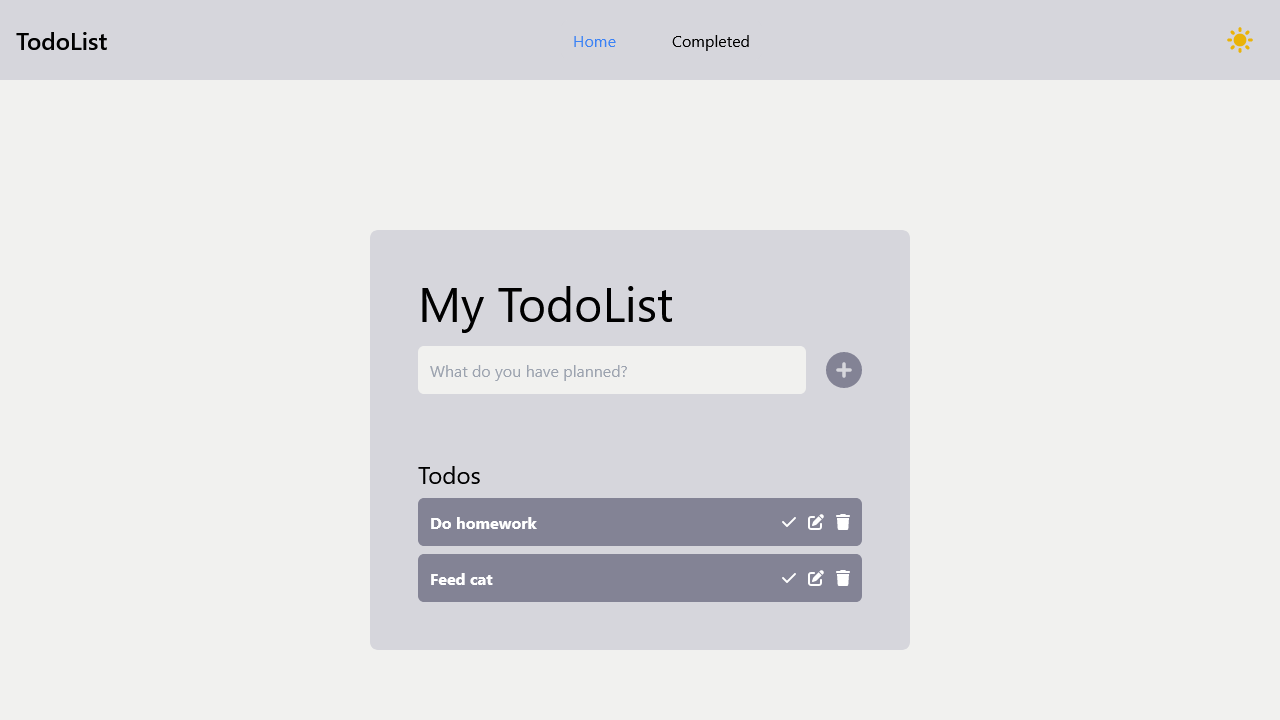 TodoList
Home
Completed
My TodoList
What do you have planned?
Todos
Do homework
Feed cat